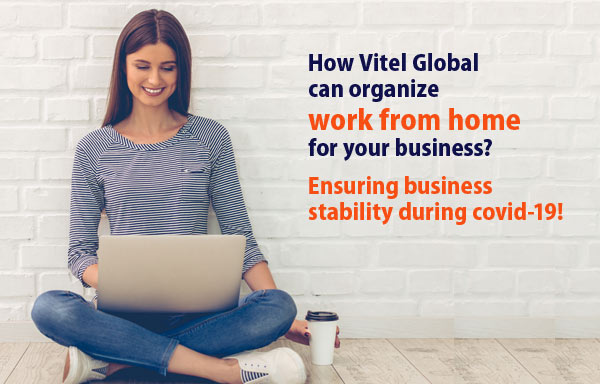 How Vitel Global
can organize
work from home
for your business?
Ensuring business
stability during covid-19!